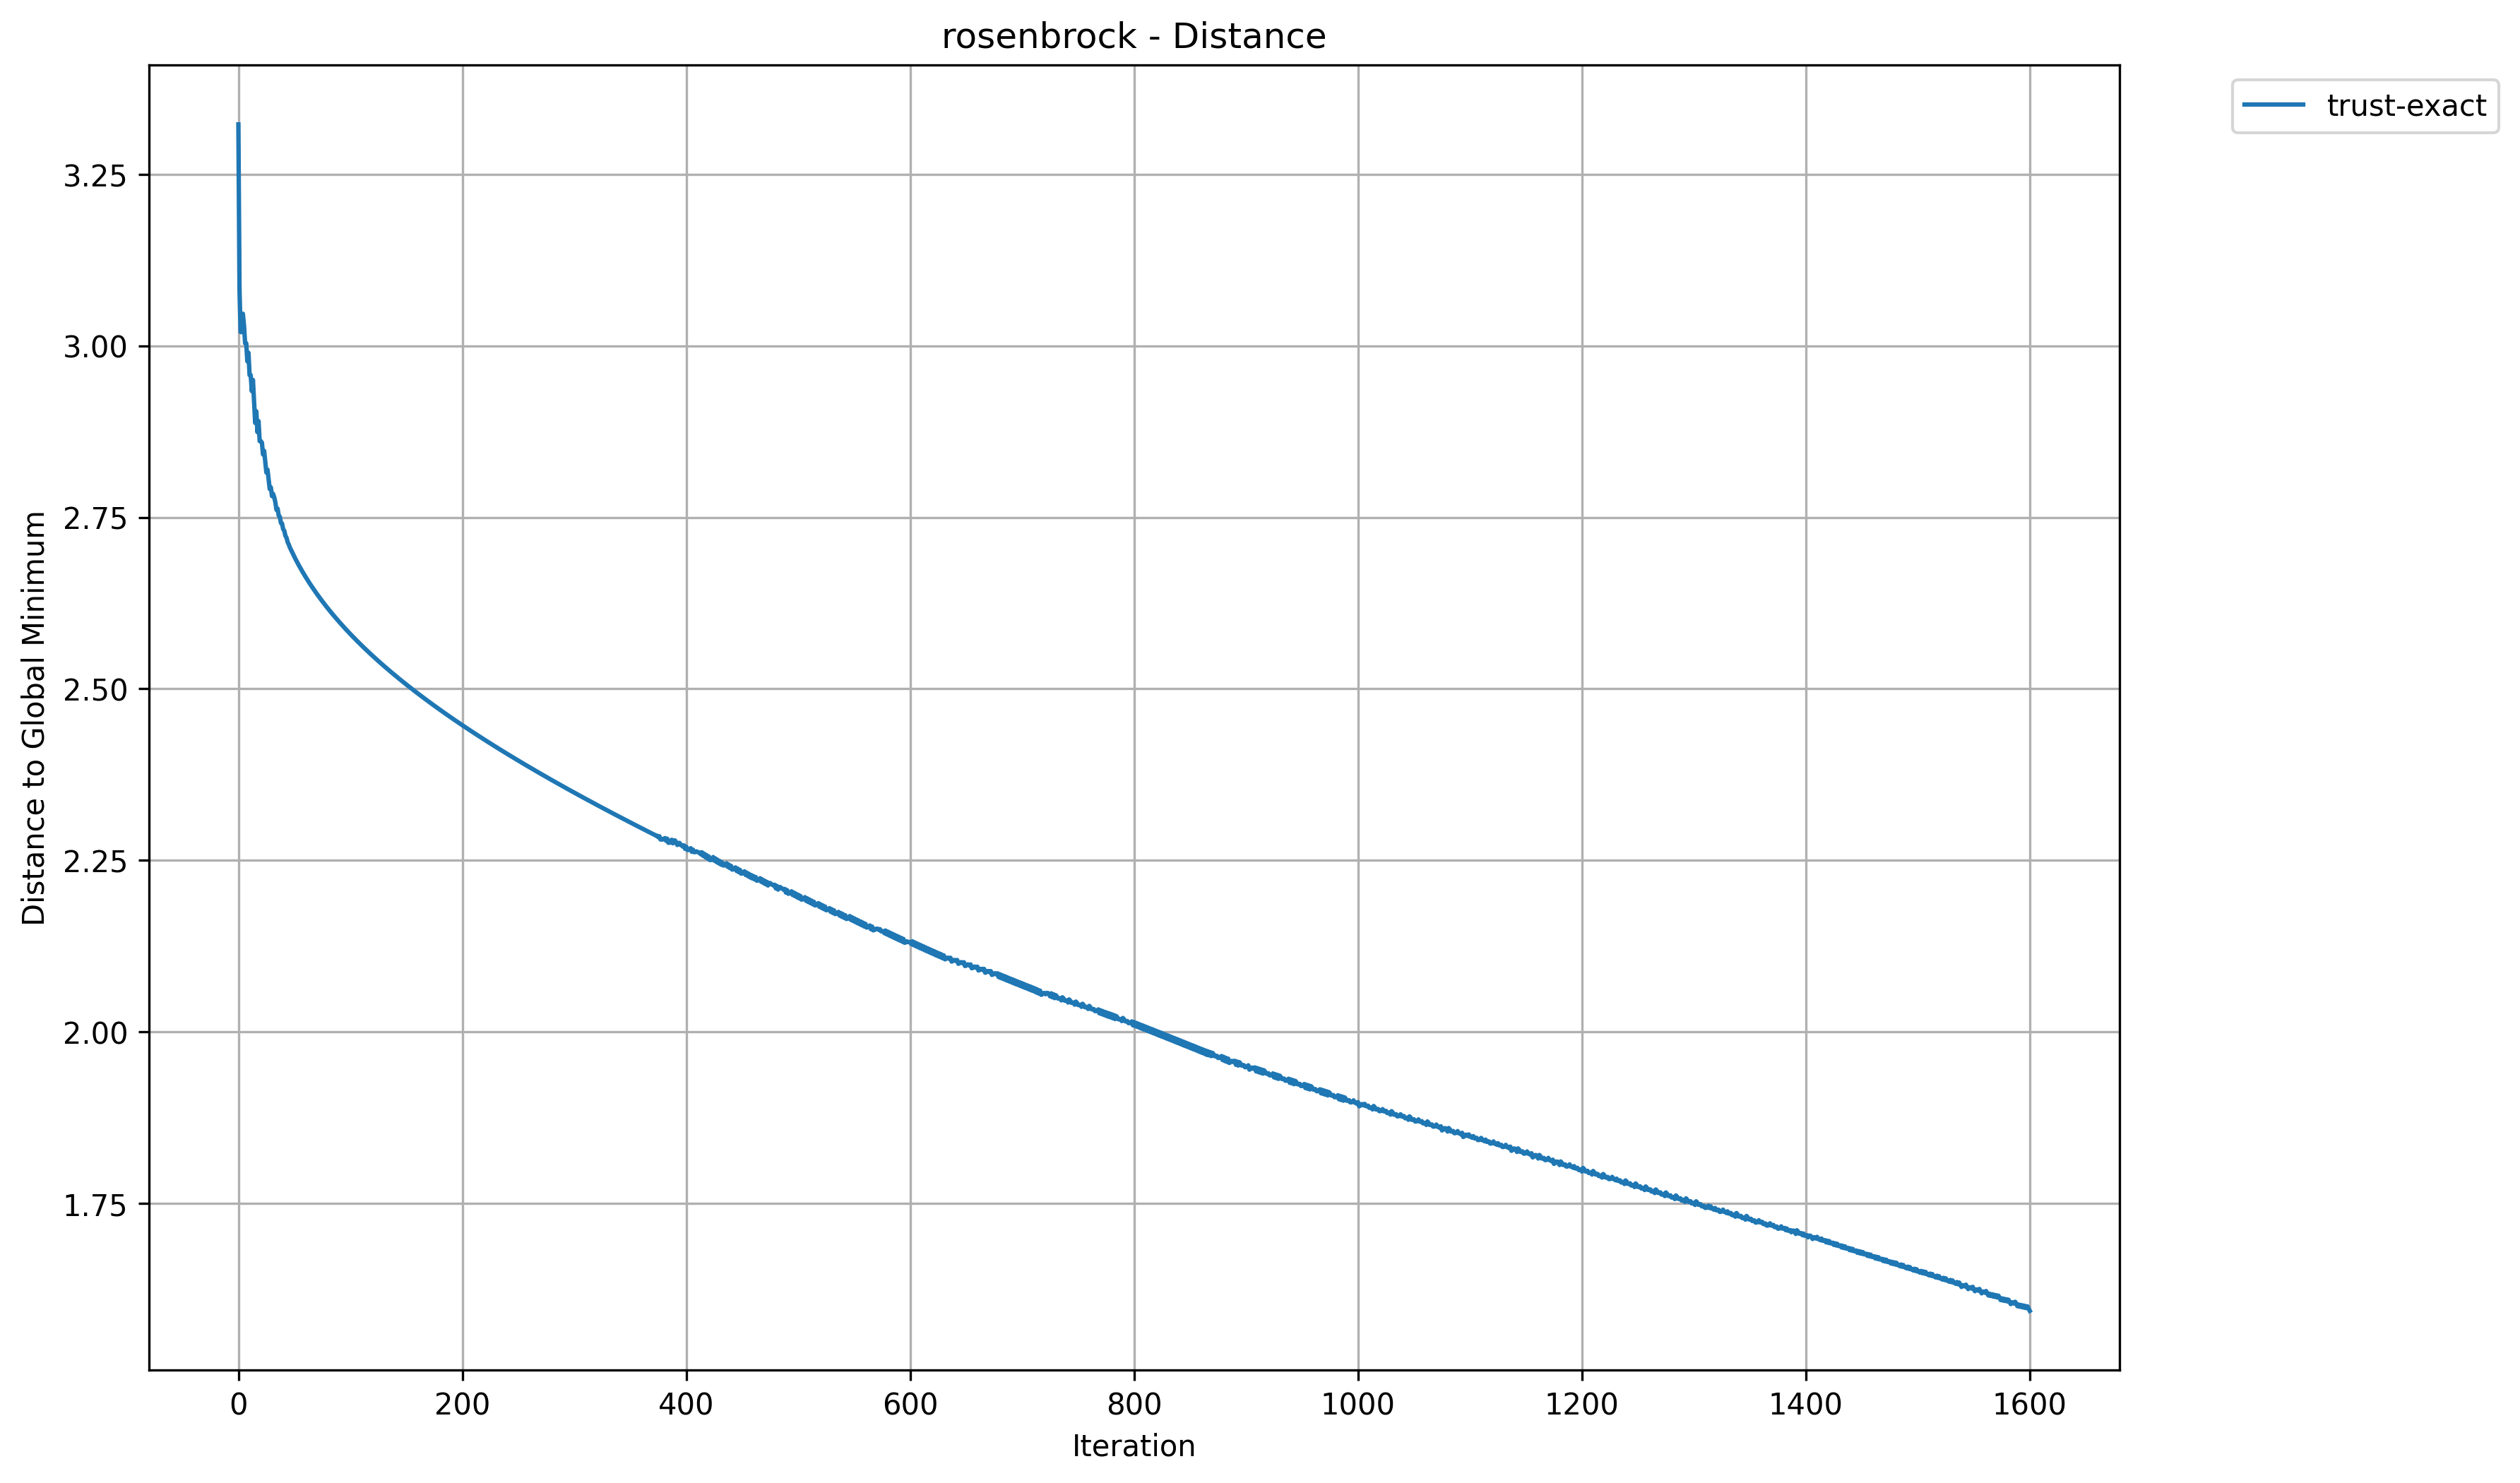 rosenbrock - Distance
trust-exact
Distance to Global Minimum
3.25
3.00
2.75
2.50
2.25
2.00
1.75
0 200 400 600 800 1000 1200 1400 1600
Iteration